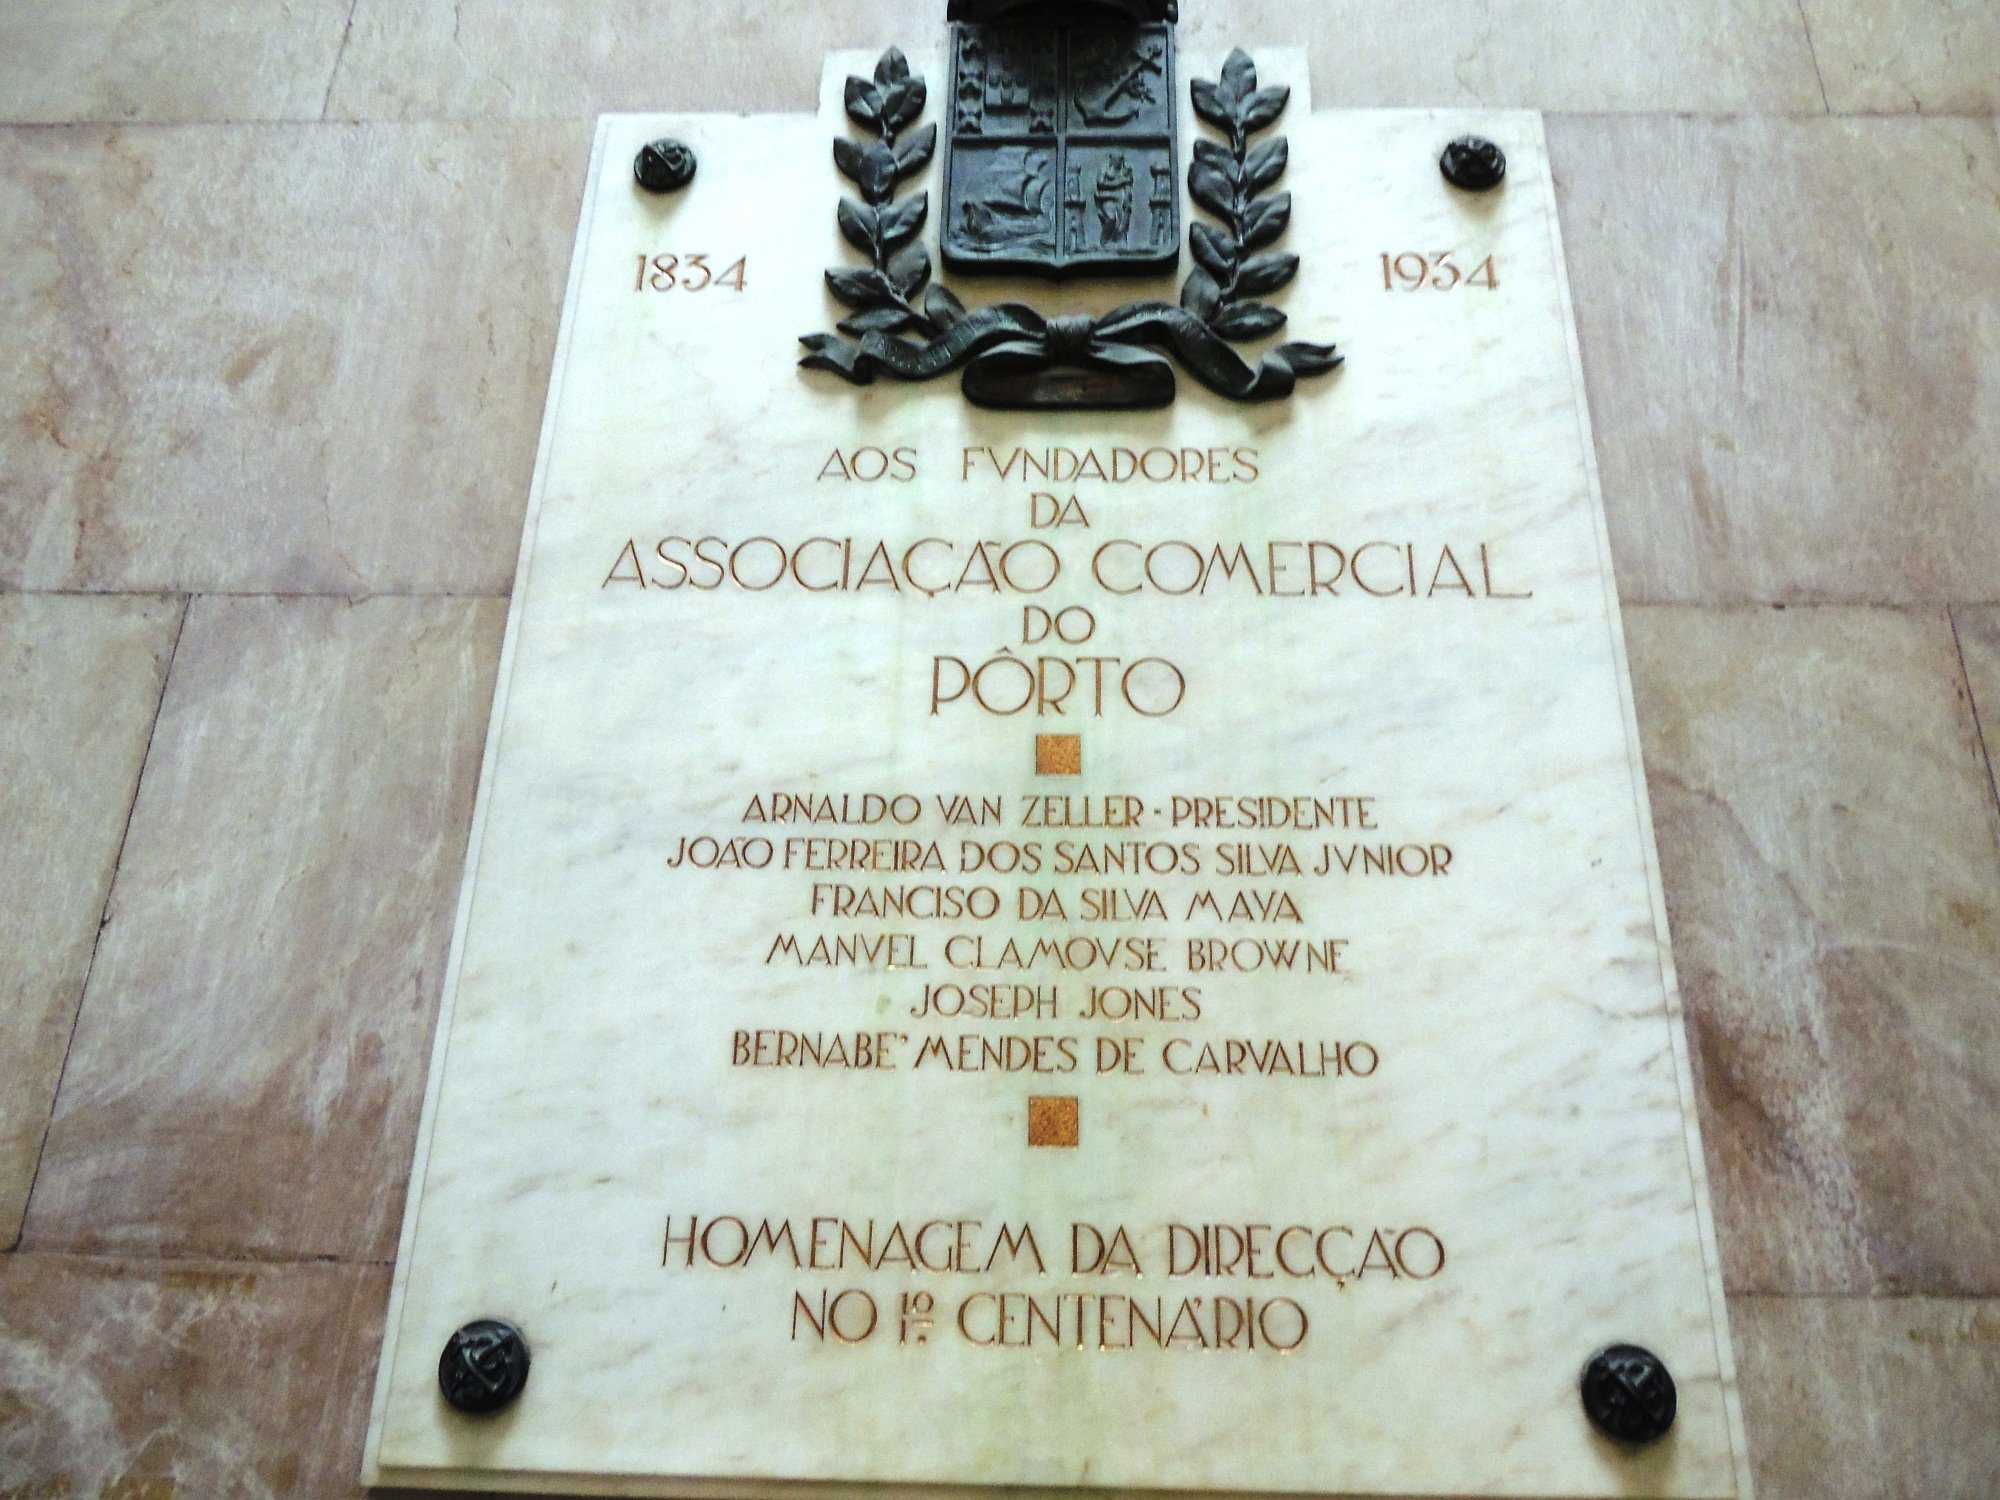 1834 1934
AOS FVNDADORES
DA
ASSOCIAÇÃO COMERCIAL
DO
PÔRTO
ARNALDO VAN ZELLER - PRESIDENTE
JOÃO FERREIRA DOS SANTOS SILVA JVNIOR
FRANCISO DA SILVA MAYA
MANVEL CLAMOVSE BROWNE
JOSEPH JONES
BERNABE' MENDES DE CARVALHO
HOMENAGEM DA DIRECÇÃO
NO 1º CENTENÁRIO